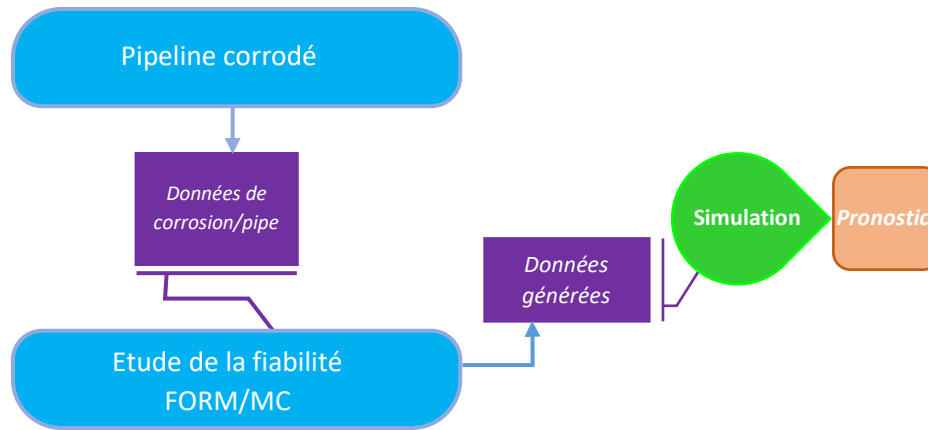 Pipeline corrodé
Données de
corrosion/pipe
Simulation
Pronostic
Données
générées
Etude de la fiabilité
FORM/MC